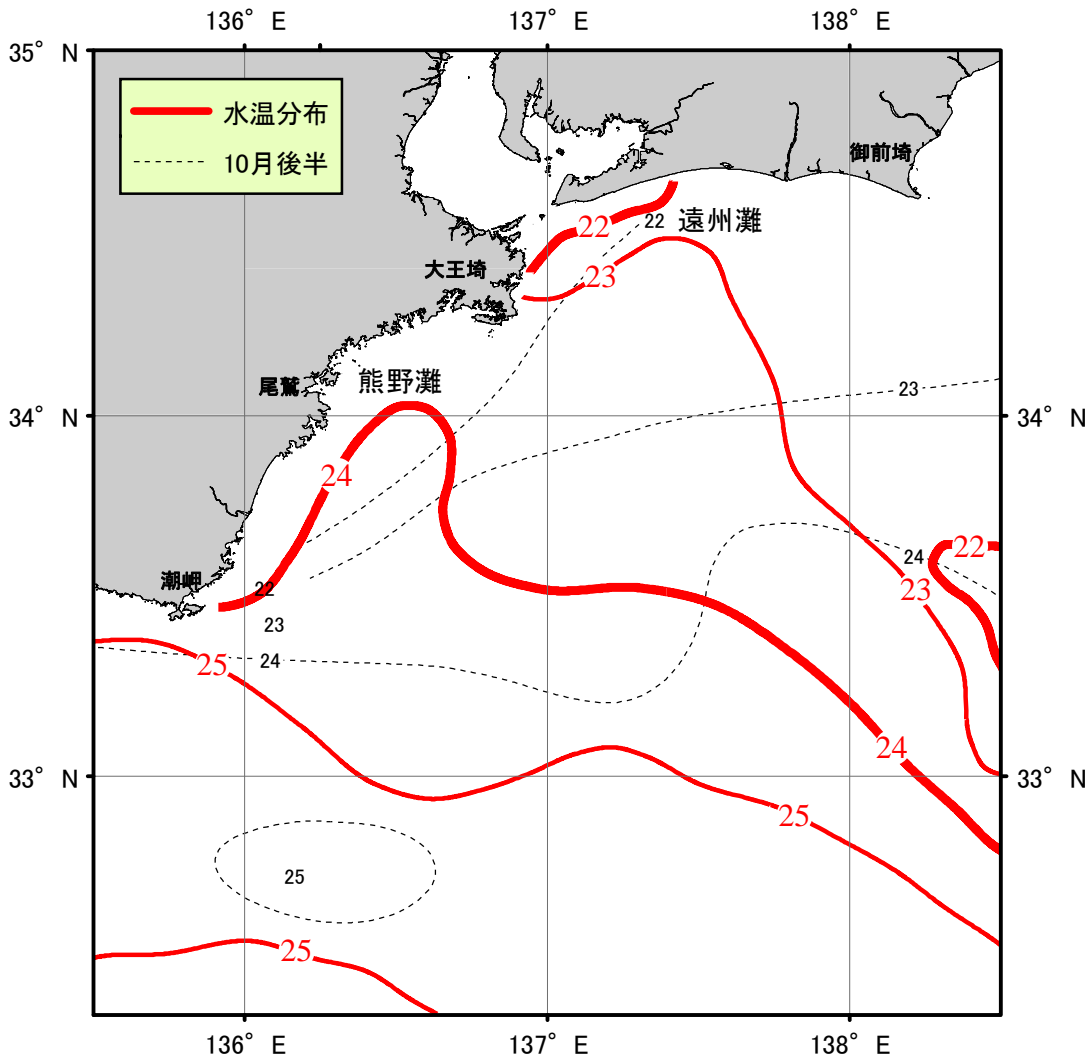 136° E 137° E 138° E
35° N
水温分布
10月後半
御前埼
22 22 遠州灘
大王埼 23
尾鷲 熊野灘
23
34° N 34° N
24
24 22
潮岬 22 23
23
25 24
24
33° N 33° N
25
25
25
136° E 137° E 138° E